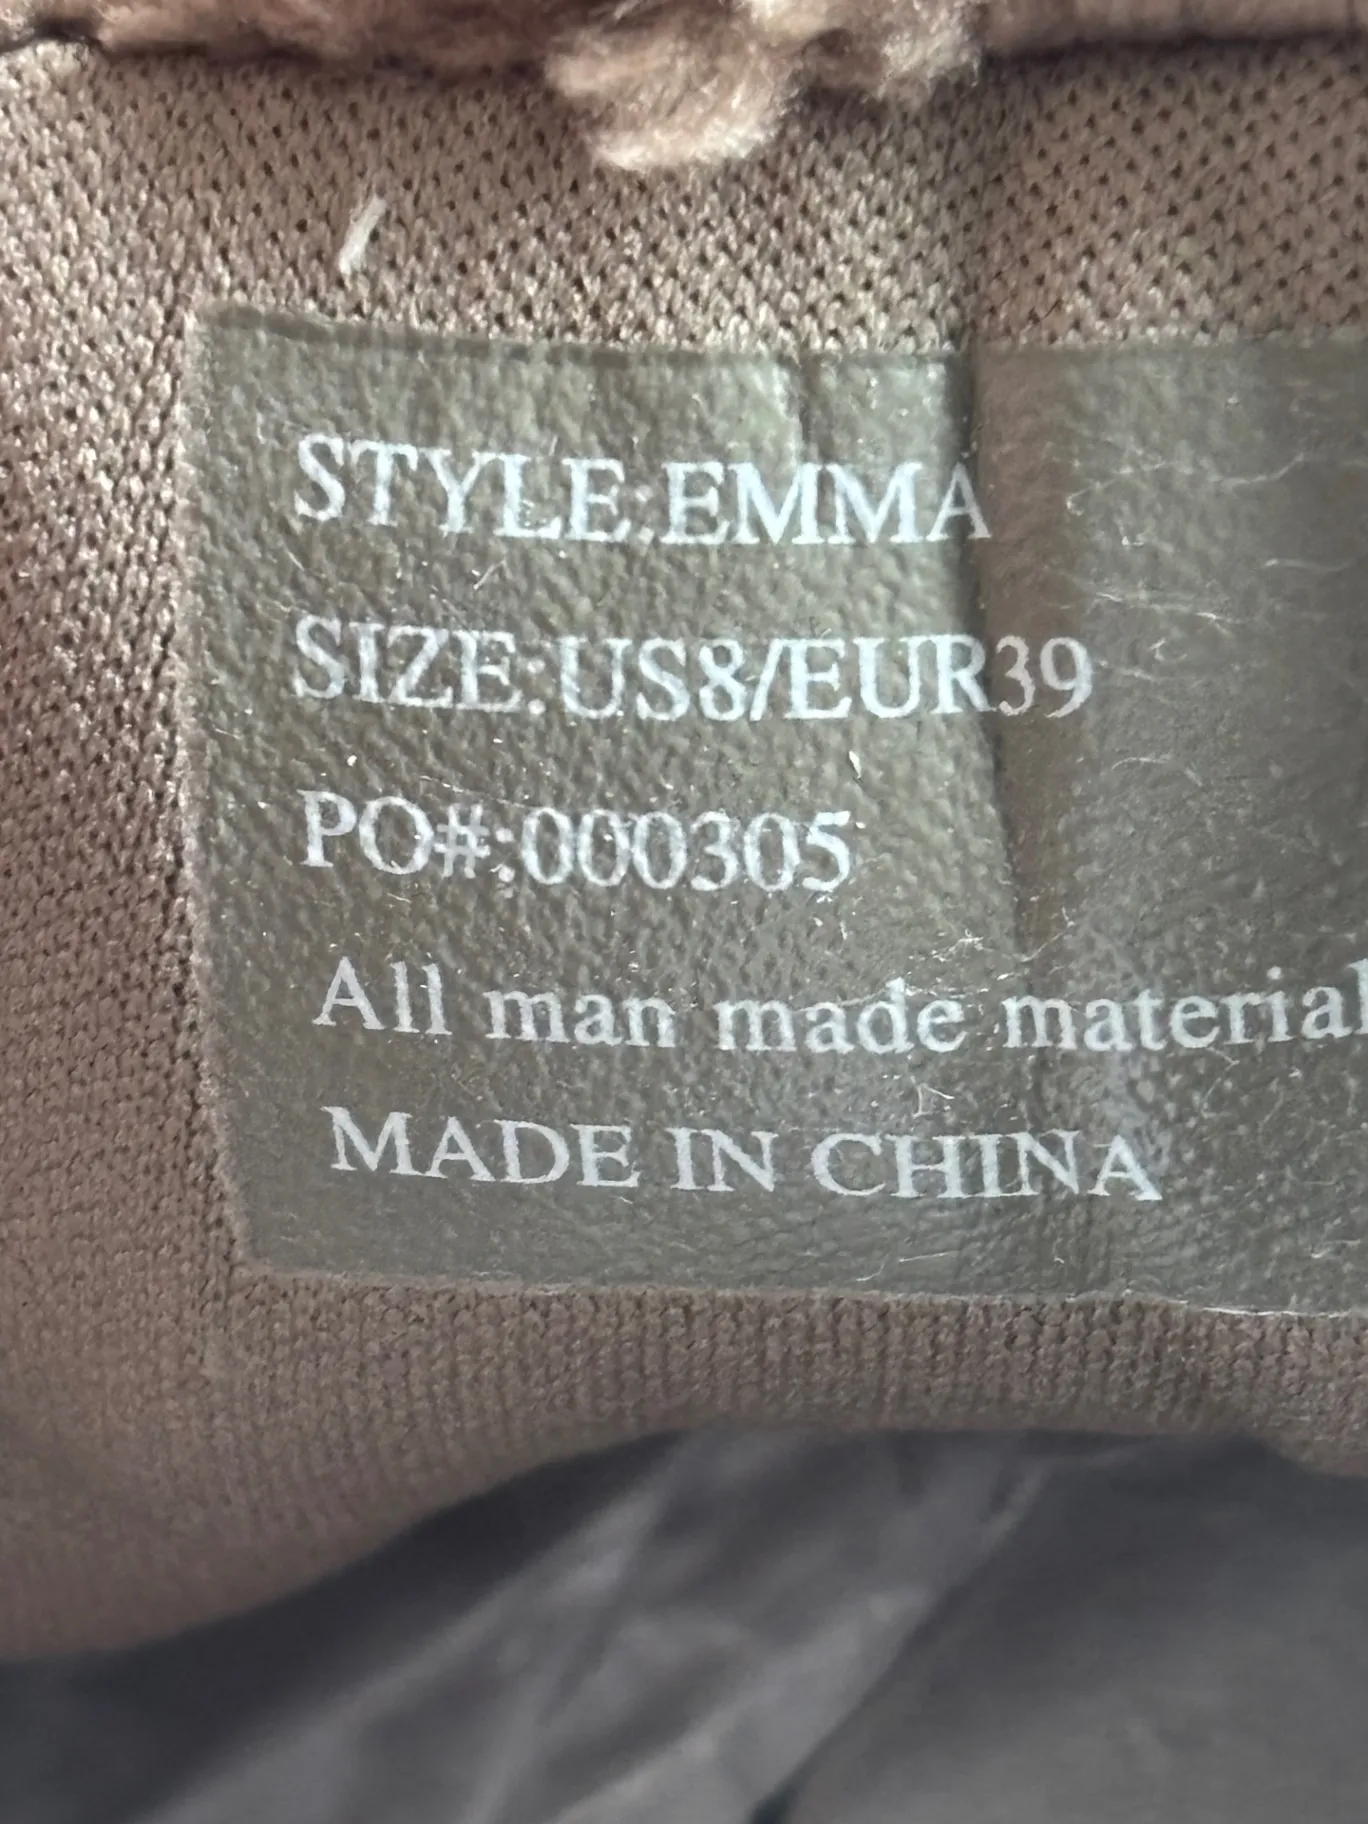 STYLE:EMMA
SIZE:US8/EUR39
PO#:000305
All man made material
MADE IN CHINA